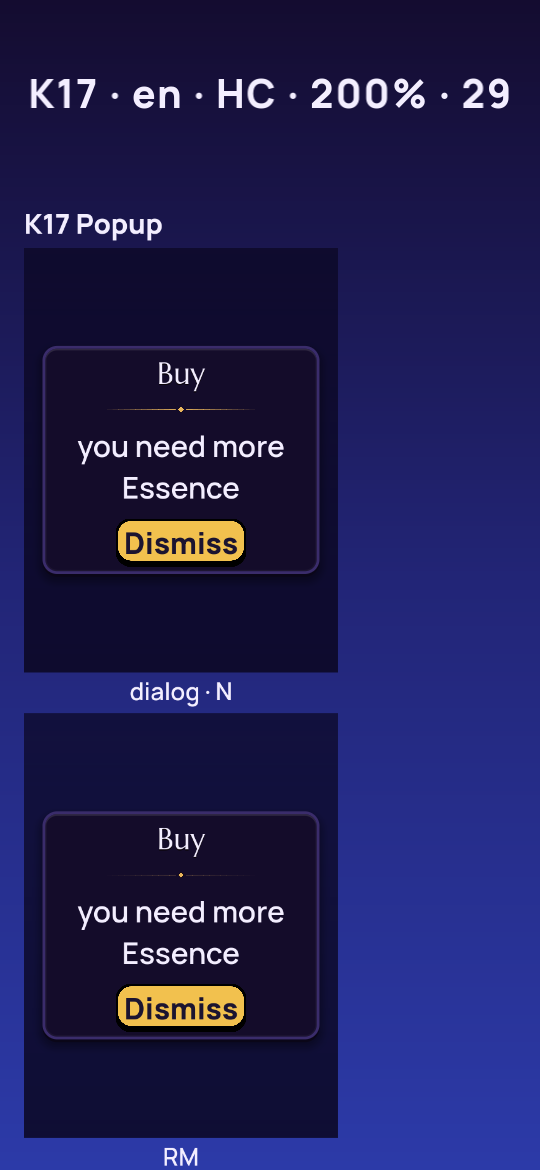 K17 · en · HC · 200% · 29
K17 Popup
Buy
you need more
Essence
Dismiss
dialog · N
Buy
you need more
Essence
Dismiss
RM